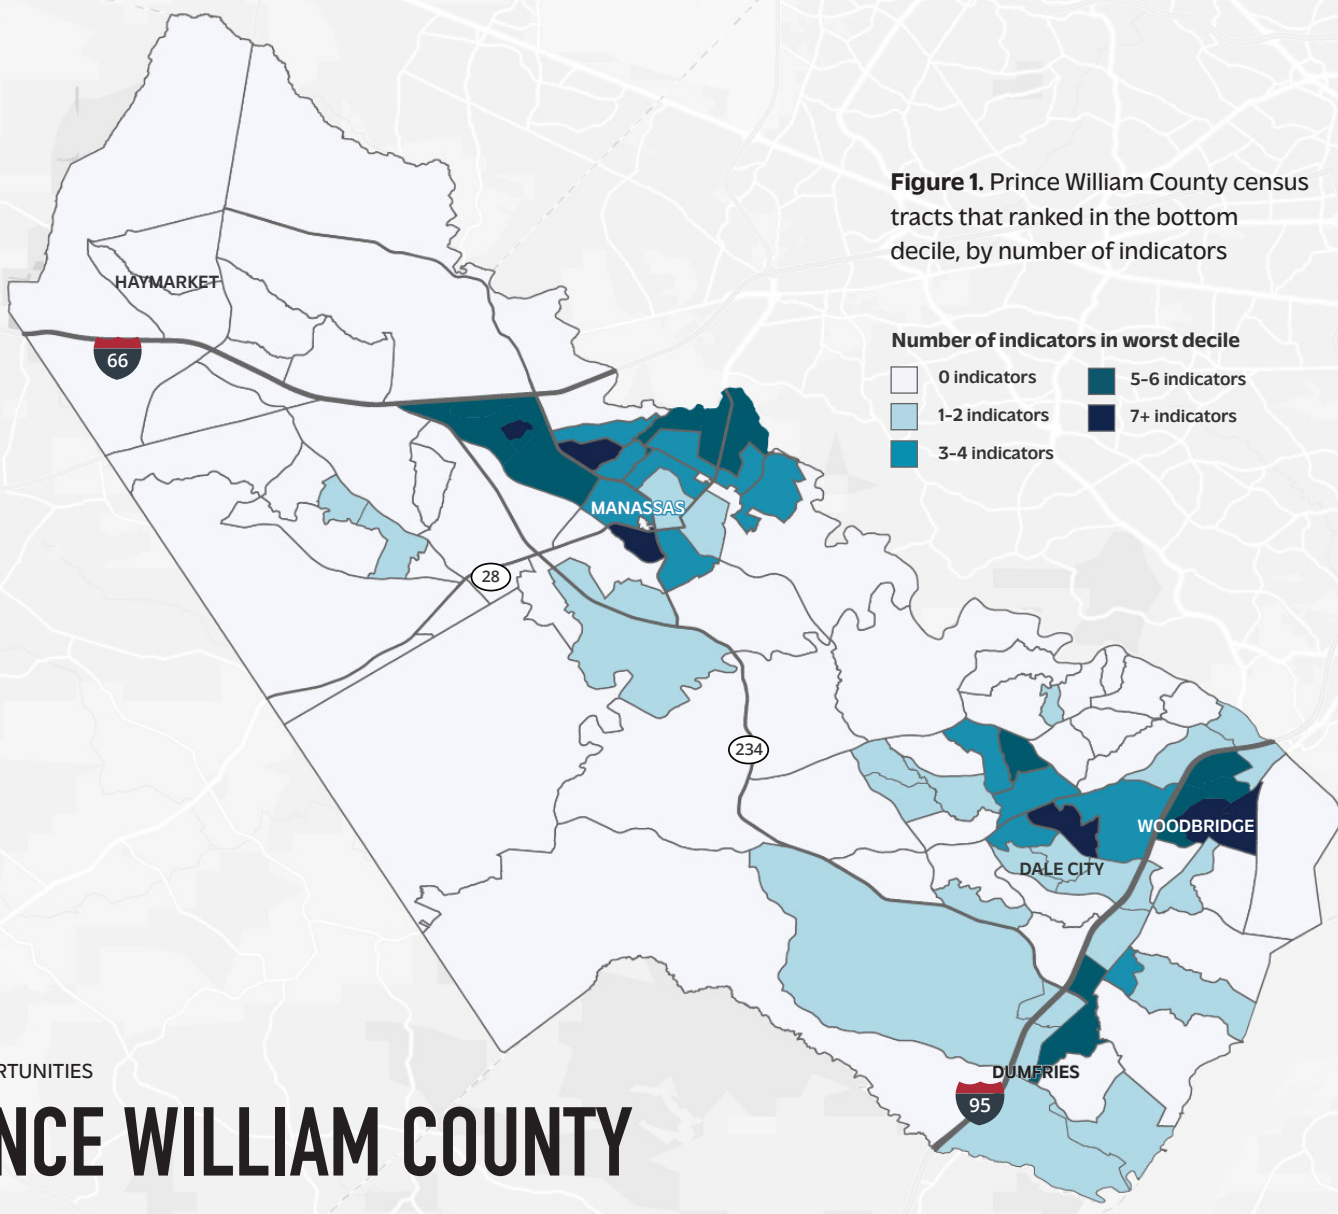 Figure 1. Prince William County census
tracts that ranked in the bottom
decile, by number of indicators
Number of indicators in worst decile
0 indicators
1-2 indicators
3-4 indicators
5-6 indicators
7+ indicators
HAYMARKET
66
MANASSAS
28
234
WOODBRIDGE
DALE CITY
DUMFRIES
95
RTUNITIES
NCE WILLIAM COUNTY